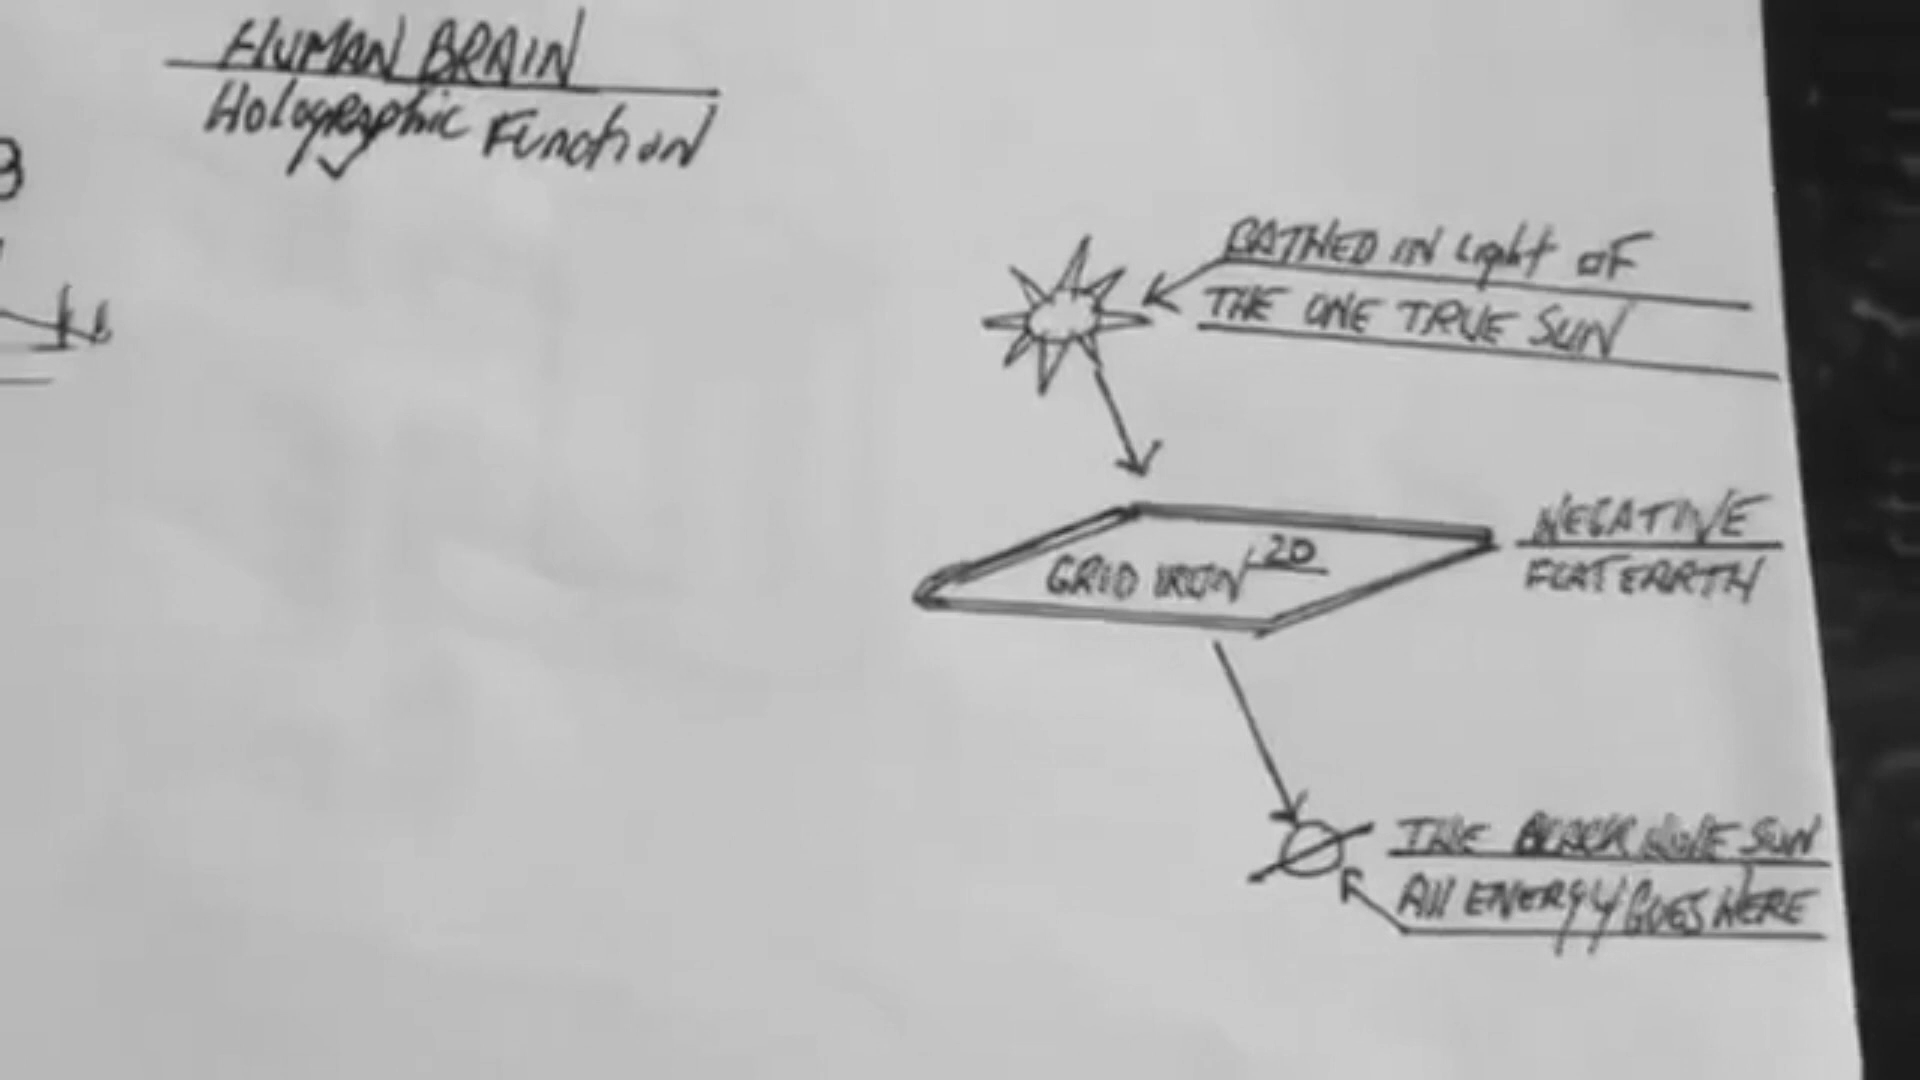 HUMAN BRAIN
Holographic Function
BATHED IN Light OF
THE ONE TRUE SUN
GRID IRON 2D
NEGATIVE
FLAT EARTH
THE BLACK HOLE SUN
All ENERGY GOES HERE